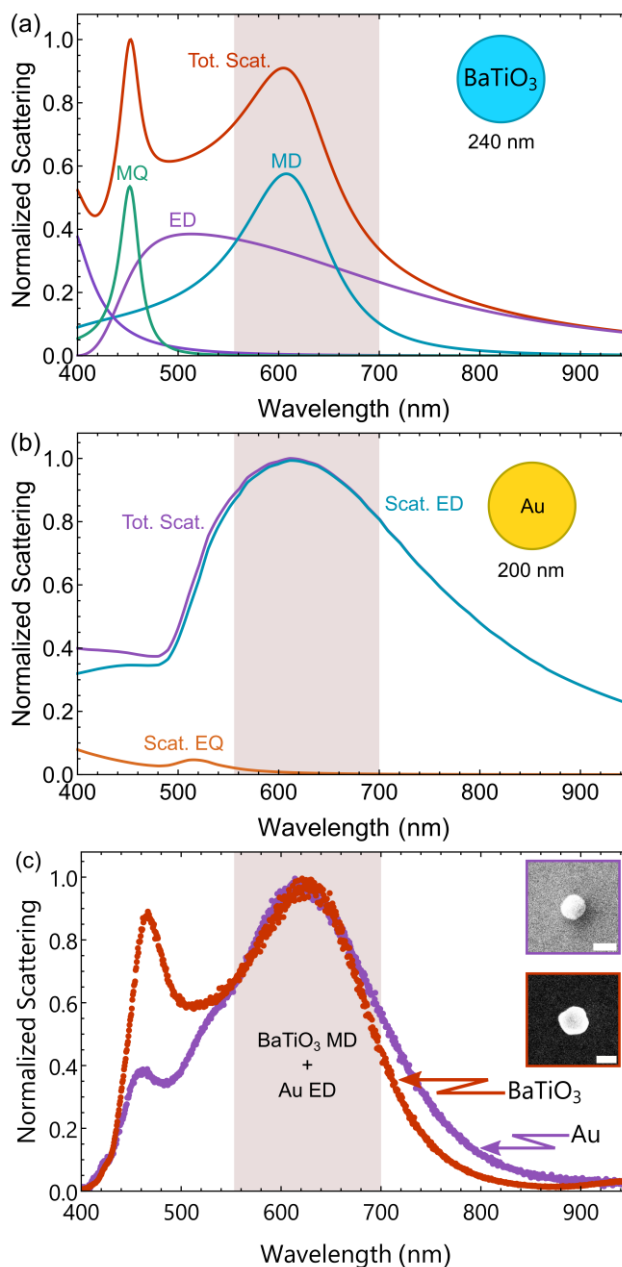 (a)
1.0
0.8
0.6
0.4
0.2
0.0
Normalized Scattering
Tot. Scat.
MQ
ED
MD
BaTiO₃
240 nm
400 500 600 700 800 900
Wavelength (nm)
(b)
1.0
0.8
0.6
0.4
0.2
0.0
Normalized Scattering
Tot. Scat.
Scat. ED
Scat. EQ
Au
200 nm
400 500 600 700 800 900
Wavelength (nm)
(c)
1.0
0.8
0.6
0.4
0.2
0.0
Normalized Scattering
BaTiO₃ MD
+
Au ED
BaTiO₃
Au
400 500 600 700 800 900
Wavelength (nm)